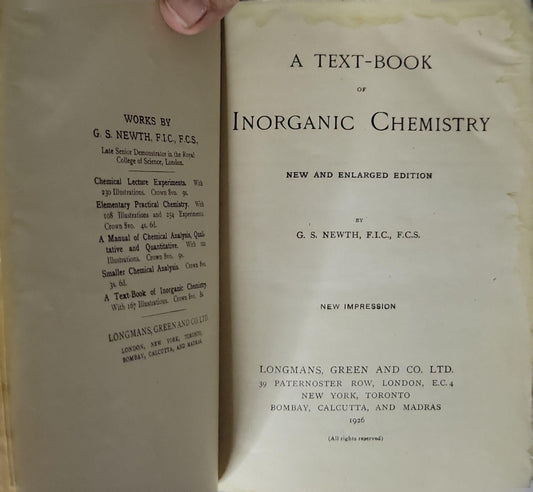 WORKS BY
G. S. NEWTH, F.I.C., F.C.S.,
Late Senior Demonstrator in the Royal
College of Science, London.
Chemical Lecture Experiments. With
230 Illustrations. Crown 8vo. 9s.
Elementary Practical Chemistry. With
108 Illustrations and 254 Experiments.
Crown 8vo. 4s. 6d.
A Manual of Chemical Analysis, Qual-
itative and Quantitative. With 102
Illustrations. Crown 8vo. 9s.
Smaller Chemical Analysis. Crown 8vo.
3s. 6d.
A Text-Book of Inorganic Chemistry.
With 167 Illustrations. Crown 8vo. 8s
LONGMANS, GREEN AND CO. LTD.
LONDON, NEW YORK, TORONTO,
BOMBAY, CALCUTTA, AND MADRAS
A TEXT-BOOK
OF
INORGANIC CHEMISTRY
NEW AND ENLARGED EDITION
BY
G. S. NEWTH, F.I.C., F.C.S.
NEW IMPRESSION
LONGMANS, GREEN AND CO. LTD.
39 PATERNOSTER ROW, LONDON, E.C. 4
NEW YORK, TORONTO
BOMBAY, CALCUTTA, AND MADRAS
1926
(All rights reserved)